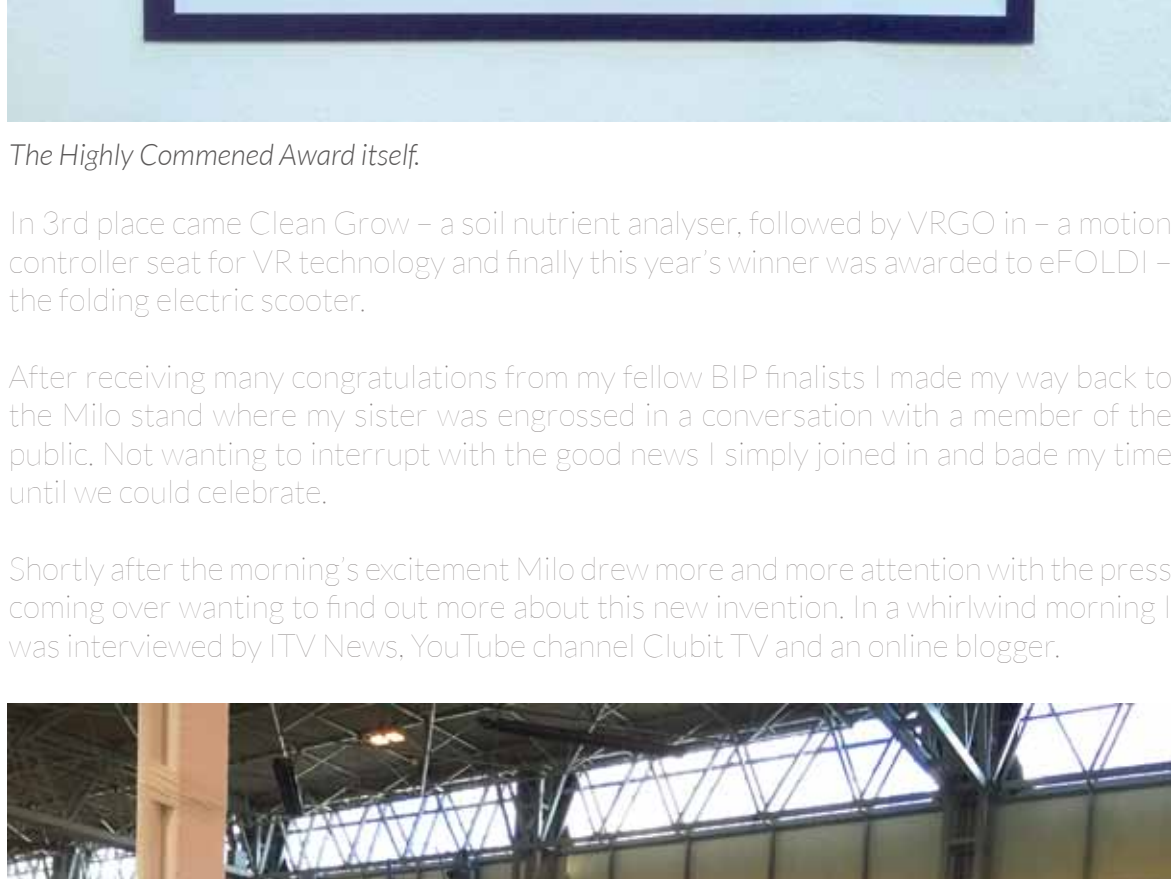 The Highly Commened Award itself.
In 3rd place came Clean Grow – a soil nutrient analyser, followed by VRGO in – a motion
controller seat for VR technology and finally this year's winner was awarded to eFOLDI –
the folding electric scooter.
After receiving many congratulations from my fellow BIP finalists I made my way back to
the Milo stand where my sister was engrossed in a conversation with a member of the
public. Not wanting to interrupt with the good news I simply joined in and bade my time
until we could celebrate.
Shortly after the morning's excitement Milo drew more and more attention with the press
coming over wanting to find out more about this new invention. In a whirlwind morning I
was interviewed by ITV News, YouTube channel Clubit TV and an online blogger.